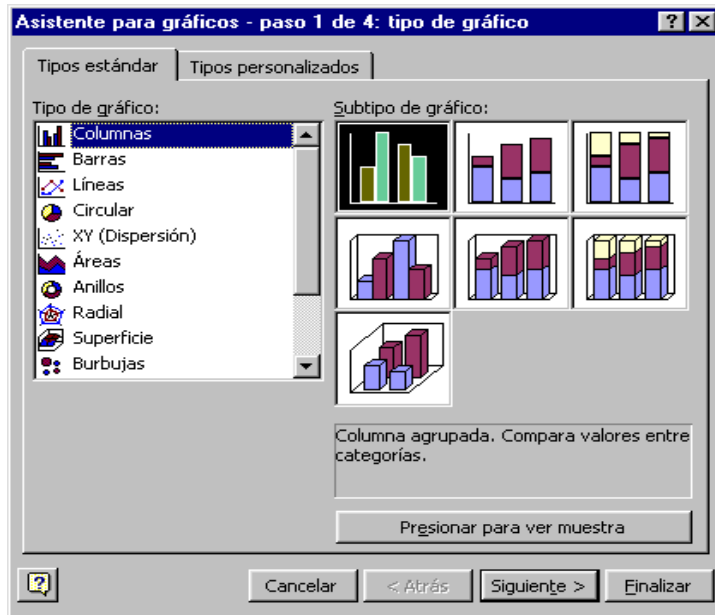 Asistente para gráficos - paso 1 de 4: tipo de gráfico
Tipos estándar
Tipos personalizados
Tipo de gráfico:
Columnas
Barras
Líneas
Circular
XY (Dispersión)
Áreas
Anillos
Radial
Superficie
Burbujas
Subtipo de gráfico:
Columna agrupada. Compara valores entre
categorías.
Presionar para ver muestra
Cancelar
< Atrás
Siguiente >
Finalizar